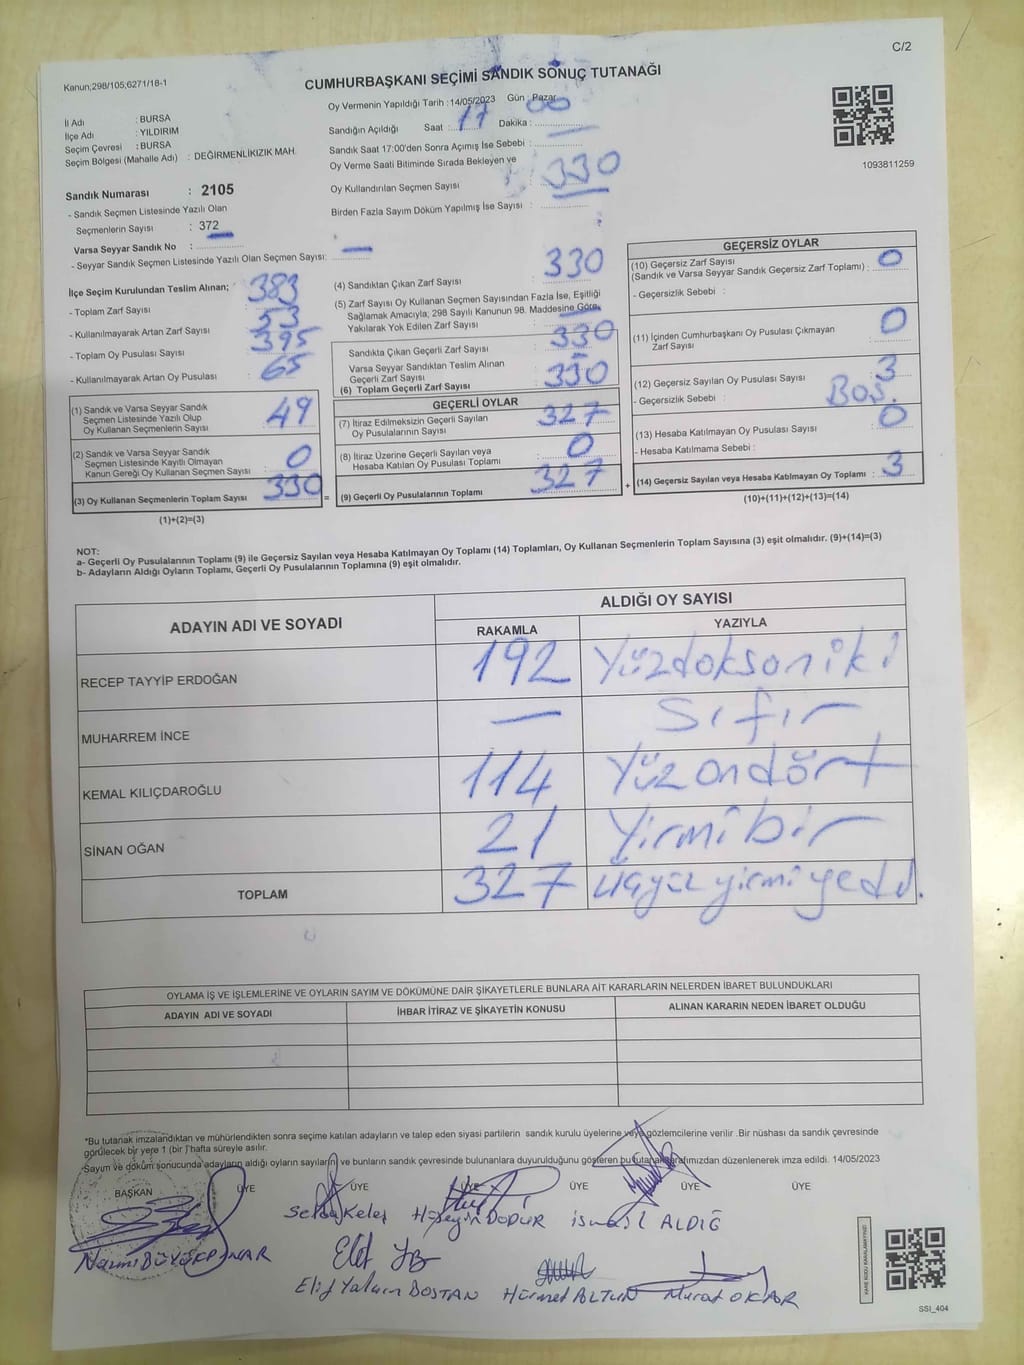 C/2
Kanun;298/105;6271/18-1
CUMHURBAŞKANI SEÇİMİ SANDIK SONUÇ TUTANAĞI
İl Adı : BURSA
İlçe Adı : YILDIRIM
Seçim Çevresi : BURSA
Seçim Bölgesi (Mahalle Adı) : DEĞİRMENLİKIZIK MAH.
Sandık Numarası : 2105
- Sandık Seçmen Listesinde Yazılı Olan
Seçmenlerin Sayısı : 372
Varsa Seyyar Sandık No :
- Seyyar Sandık Seçmen Listesinde Yazılı Olan Seçmen Sayısı: —
Oy Vermenin Yapıldığı Tarih : 14/05/2023 Gün : Pazar
Sandığın Açıldığı Saat : 17 Dakika : 00
Sandık Saat 17:00'den Sonra Açımış İse Sebebi : —
Oy Verme Saati Bitiminde Sırada Bekleyen ve
Oy Kullandırılan Seçmen Sayısı : 330
Birden Fazla Sayım Döküm Yapılmış İse Sayısı :
1093811259
İlçe Seçim Kurulundan Teslim Alınan;
- Toplam Zarf Sayısı : 383
- Kullanılmayarak Artan Zarf Sayısı : 53
- Toplam Oy Pusulası Sayısı : 395
- Kullanılmayarak Artan Oy Pusulası : 65
(1) Sandık ve Varsa Seyyar Sandık
Seçmen Listesinde Yazılı Olup
Oy Kullanan Seçmenlerin Sayısı : 49
(2) Sandık ve Varsa Seyyar Sandık
Seçmen Listesinde Kayıtlı Olmayan
Kanun Gereği Oy Kullanan Seçmen Sayısı : 0
(3) Oy Kullanan Seçmenlerin Toplam Sayısı : 330 =
(1)+(2)=(3)
(4) Sandıktan Çıkan Zarf Sayısı : 330
(5) Zarf Sayısı Oy Kullanan Seçmen Sayısından Fazla İse, Eşitliği
Sağlamak Amacıyla; 298 Sayılı Kanunun 98. Maddesine Göre,
Yakılarak Yok Edilen Zarf Sayısı : —
Sandıkta Çıkan Geçerli Zarf Sayısı : 330
Varsa Seyyar Sandıktan Teslim Alınan
Geçerli Zarf Sayısı : —
(6) Toplam Geçerli Zarf Sayısı : 330
GEÇERLİ OYLAR
(7) İtiraz Edilmeksizin Geçerli Sayılan
Oy Pusulalarının Sayısı : 327
(8) İtiraz Üzerine Geçerli Sayılan veya
Hesaba Katılan Oy Pusulası Toplamı : 0
(9) Geçerli Oy Pusulalarının Toplamı : 327 +
GEÇERSİZ OYLAR
(10) Geçersiz Zarf Sayısı
(Sandık ve Varsa Seyyar Sandık Geçersiz Zarf Toplamı) : 0
- Geçersizlik Sebebi :
(11) İçinden Cumhurbaşkanı Oy Pusulası Çıkmayan
Zarf Sayısı : 0
(12) Geçersiz Sayılan Oy Pusulası Sayısı : 3
- Geçersizlik Sebebi : BOŞ.
(13) Hesaba Katılmayan Oy Pusulası Sayısı : 0
- Hesaba Katılmama Sebebi :
(14) Geçersiz Sayılan veya Hesaba Katılmayan Oy Toplamı : 3
(10)+(11)+(12)+(13)=(14)
NOT:
a- Geçerli Oy Pusulalarının Toplamı (9) ile Geçersiz Sayılan veya Hesaba Katılmayan Oy Toplamı (14) Toplamları, Oy Kullanan Seçmenlerin Toplam Sayısına (3) eşit olmalıdır. (9)+(14)=(3)
b- Adayların Aldığı Oyların Toplamı, Geçerli Oy Pusulalarının Toplamına (9) eşit olmalıdır.
ADAYIN ADI VE SOYADI ALDIĞI OY SAYISI
RAKAMLA YAZIYLA
RECEP TAYYİP ERDOĞAN 192 Yüzdoksaniki
MUHARREM İNCE — Sıfır
KEMAL KILIÇDAROĞLU 114 Yüzondört
SİNAN OĞAN 21 Yirmibir
TOPLAM 327 üçyüz yirmiyedi.
OYLAMA İŞ VE İŞLEMLERİNE VE OYLARIN SAYIM VE DÖKÜMÜNE DAİR ŞİKAYETLERLE BUNLARA AİT KARARLARIN NELERDEN İBARET BULUNDUKLARI
ADAYIN ADI VE SOYADI İHBAR İTİRAZ VE ŞİKAYETİN KONUSU ALINAN KARARIN NEDEN İBARET OLDUĞU
*Bu tutanak imzalandıktan ve mühürlendikten sonra seçime katılan adayların ve talep eden siyasi partilerin sandık kurulu üyelerine veya gözlemcilerine verilir .Bir nüshası da sandık çevresinde
görülecek bir yere 1 (bir ) hafta süreyle asılır.
Sayım ve döküm sonucunda adayların aldığı oyların sayıları ve bunların sandık çevresinde bulunanlara duyurulduğunu gösteren bu tutanak tarafımızdan düzenlenerek imza edildi. 14/05/2023
BAŞKAN ÜYE ÜYE ÜYE ÜYE ÜYE ÜYE
Nazmi BÜYÜKPINAR Selda Keleş Hüseyin DODUR ismail ALDIĞ
Elif Yalçın BOSTAN Hürmet ALTUN Murat OKAR
KARE KODU KARALAMAYINIZ!
SSI_404